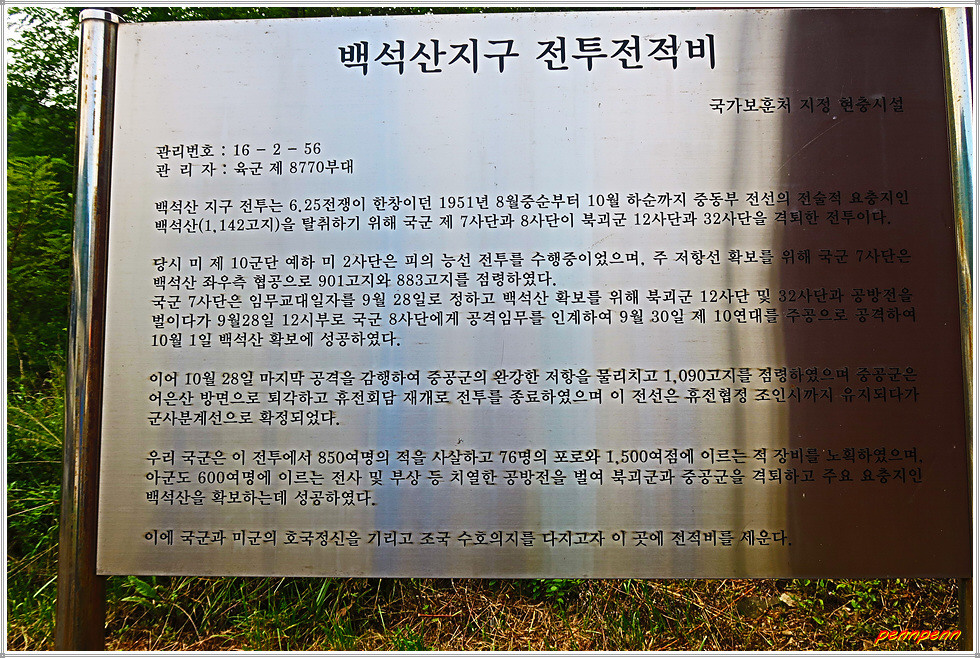 백석산지구 전투전적비
국가보훈처 지정 현충시설
관리번호 : 16 - 2 - 56
관 리 자 : 육군 제 8770부대
백석산 지구 전투는 6.25전쟁이 한창이던 1951년 8월중순부터 10월 하순까지 중동부 전선의 전술적 요충지인
백석산(1,142고지)을 탈취하기 위해 국군 제 7사단과 8사단이 북괴군 12사단과 32사단을 격퇴한 전투이다.
당시 미 제 10군단 예하 미 2사단은 피의 능선 전투를 수행중이었으며, 주 저항선 확보를 위해 국군 7사단은
백석산 좌우측 협공으로 901고지와 883고지를 점령하였다.
국군 7사단은 임무교대일자를 9월 28일로 정하고 백석산 확보를 위해 북괴군 12사단 및 32사단과 공방전을
벌이다가 9월28일 12시부로 국군 8사단에게 공격임무를 인계하여 9월 30일 제 10연대를 주공으로 공격하여
10월 1일 백석산 확보에 성공하였다.
이어 10월 28일 마지막 공격을 감행하여 중공군의 완강한 저항을 물리치고 1,090고지를 점령하였으며 중공군은
어은산 방면으로 퇴각하고 휴전회담 재개로 전투를 종료하였으며 이 전선은 휴전협정 조인시까지 유지되다가
군사분계선으로 확정되었다.
우리 국군은 이 전투에서 850여명의 적을 사살하고 76명의 포로와 1,500여점에 이르는 적 장비를 노획하였으며,
아군도 600여명에 이르는 전사 및 부상 등 치열한 공방전을 벌여 북괴군과 중공군을 격퇴하고 주요 요충지인
백석산을 확보하는데 성공하였다.
이에 국군과 미군의 호국정신을 기리고 조국 수호의지를 다지고자 이 곳에 전적비를 세운다.
pennpenn